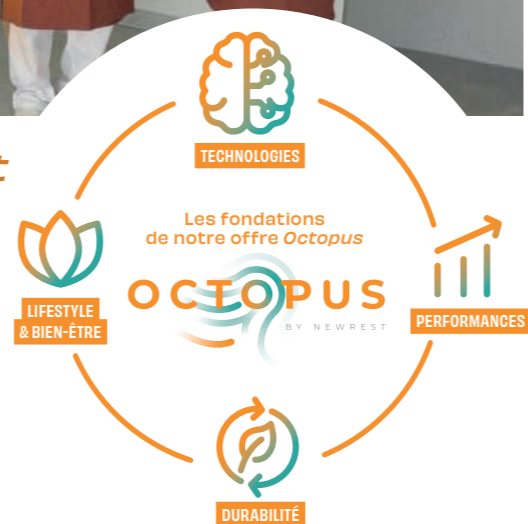 t
TECHNOLOGIES
Les fondations
de notre offre Octopus
OCTOPUS
BY NEWREST
LIFESTYLE
& BIEN-ÊTRE
PERFORMANCES
DURABILITÉ